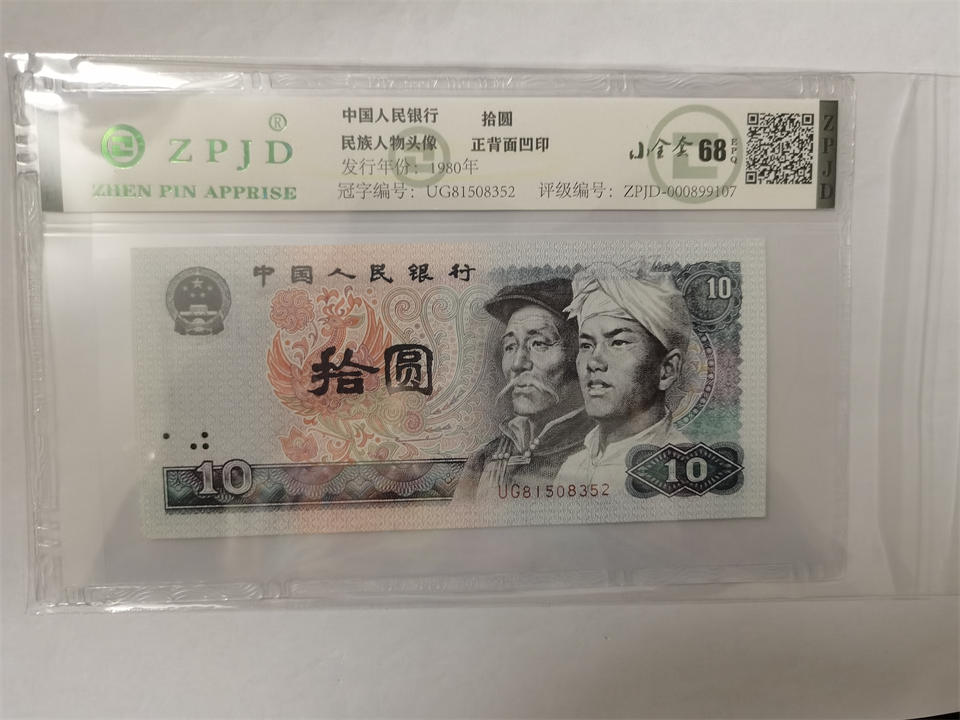 中国人民银行 拾圆
ZPJD®
民族人物头像 正背面凹印
小全套 68 EPQ
发行年份：1980年
ZHEN PIN APPRISE
冠字编号：UG81508352 评级编号：ZPJD-000899107
ZPJD
中国人民银行
10
拾圆
10
10
UG81508352